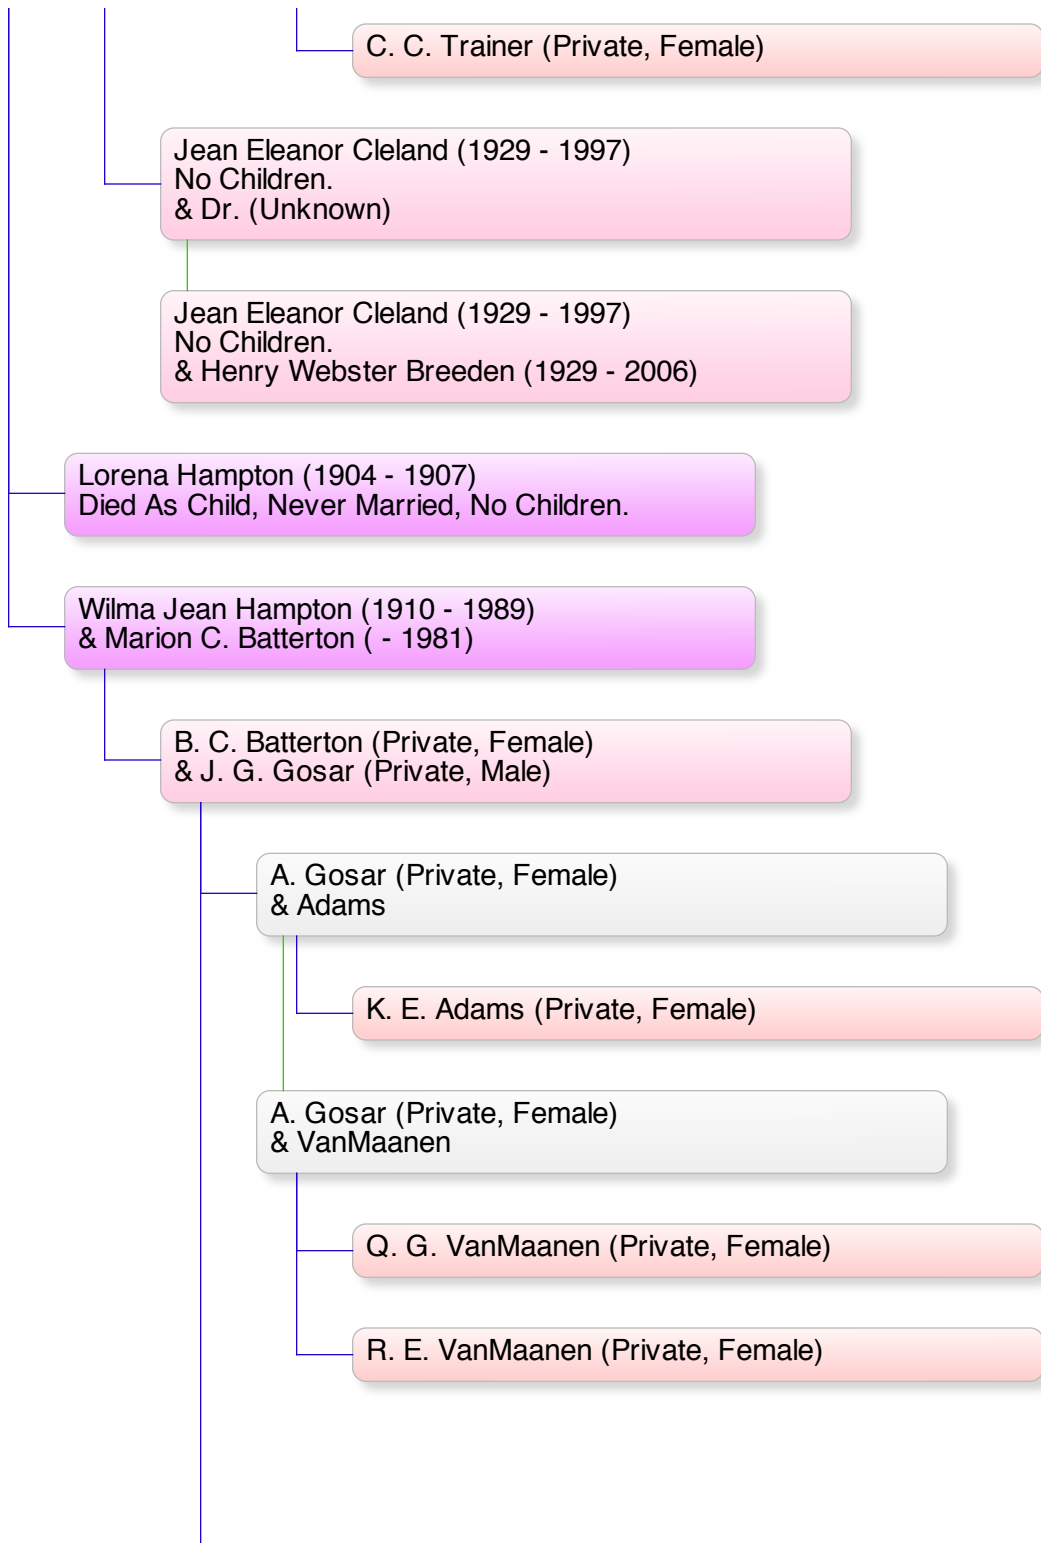 C. C. Trainer (Private, Female)
Jean Eleanor Cleland (1929 - 1997)
No Children.
& Dr. (Unknown)
Jean Eleanor Cleland (1929 - 1997)
No Children.
& Henry Webster Breeden (1929 - 2006)
Lorena Hampton (1904 - 1907)
Died As Child, Never Married, No Children.
Wilma Jean Hampton (1910 - 1989)
& Marion C. Batterton ( - 1981)
B. C. Batterton (Private, Female)
& J. G. Gosar (Private, Male)
A. Gosar (Private, Female)
& Adams
K. E. Adams (Private, Female)
A. Gosar (Private, Female)
& VanMaanen
Q. G. VanMaanen (Private, Female)
R. E. VanMaanen (Private, Female)